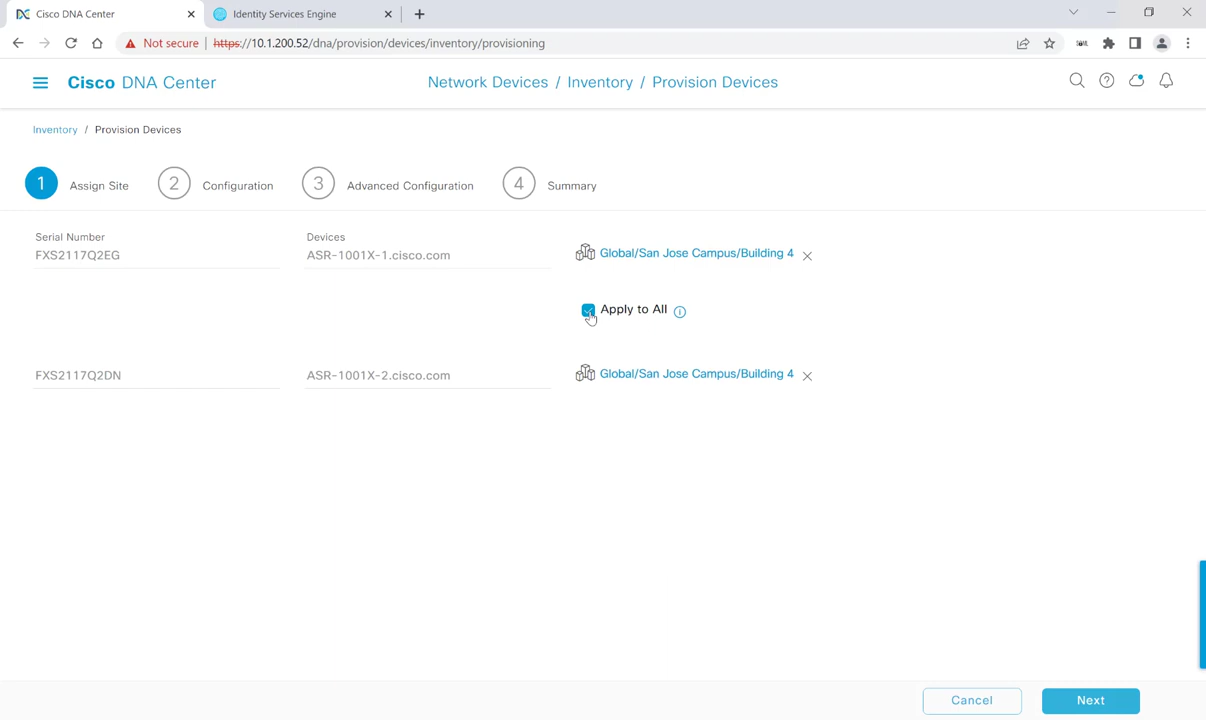 Cisco DNA Center
Identity Services Engine
Not secure | https://10.1.200.52/dna/provision/devices/inventory/provisioning
Cisco DNA Center
Network Devices / Inventory / Provision Devices
Inventory / Provision Devices
1 Assign Site
2 Configuration
3 Advanced Configuration
4 Summary
Serial Number
Devices
FXS2117Q2EG
ASR-1001X-1.cisco.com
Global/San Jose Campus/Building 4
Apply to All
FXS2117Q2DN
ASR-1001X-2.cisco.com
Global/San Jose Campus/Building 4
Cancel
Next